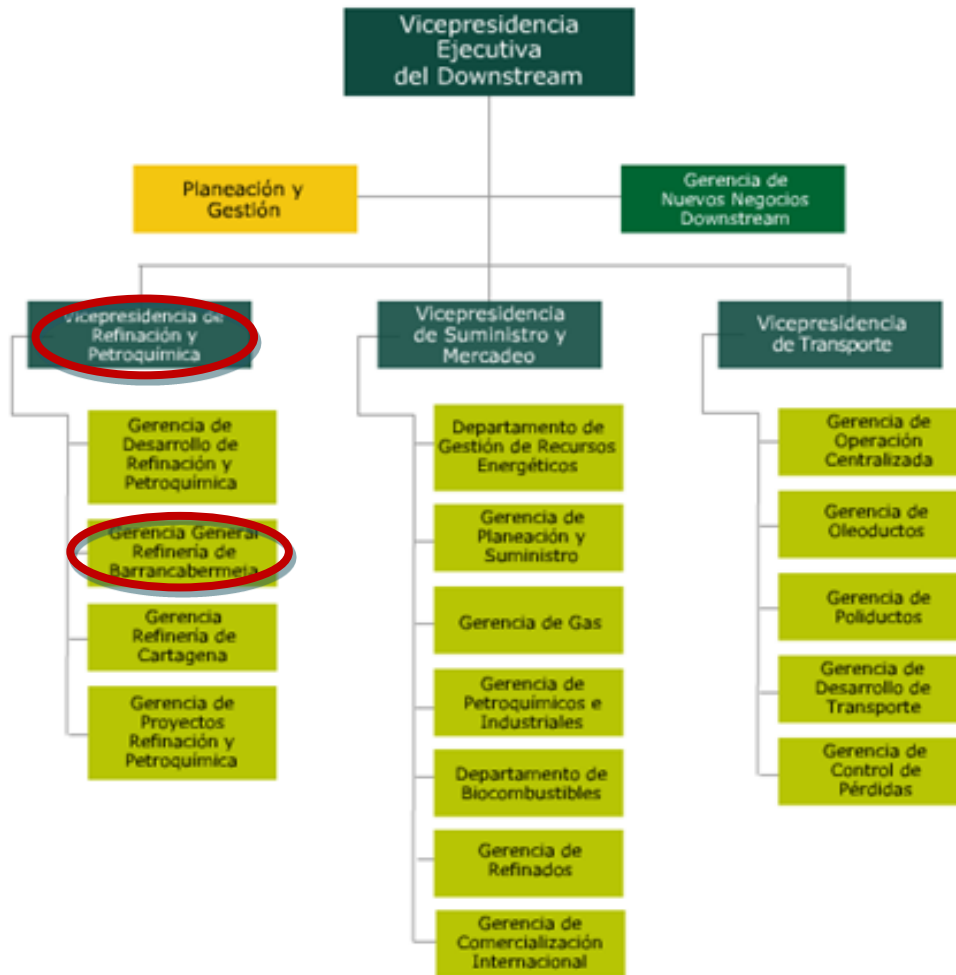 Vicepresidencia
Ejecutiva
del Downstream
Planeación y
Gestión
Gerencia de
Nuevos Negocios
Downstream
Vicepresidencia de
Refinación y
Petroquímica
Vicepresidencia
de Suministro y
Mercadeo
Vicepresidencia
de Transporte
Gerencia de
Desarrollo de
Refinación y
Petroquímica
Gerencia General
Refinería de
Barrancabermeja
Gerencia
Refinería de
Cartagena
Gerencia de
Proyectos
Refinación y
Petroquímica
Departamento de
Gestión de Recursos
Energéticos
Gerencia de
Planeación y
Suministro
Gerencia de Gas
Gerencia de
Petroquímicos e
Industriales
Departamento de
Biocombustibles
Gerencia de
Refinados
Gerencia de
Comercialización
Internacional
Gerencia de
Operación
Centralizada
Gerencia de
Oleoductos
Gerencia de
Poliductos
Gerencia de
Desarrollo de
Transporte
Gerencia de
Control de
Pérdidas